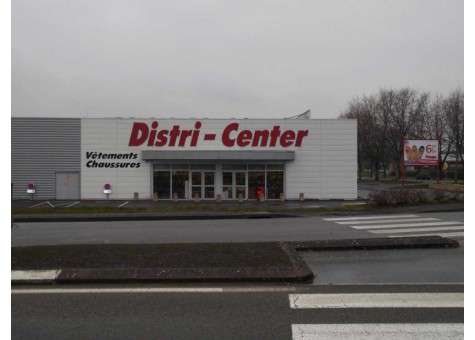 Distri-Center
Vêtements
Chaussures